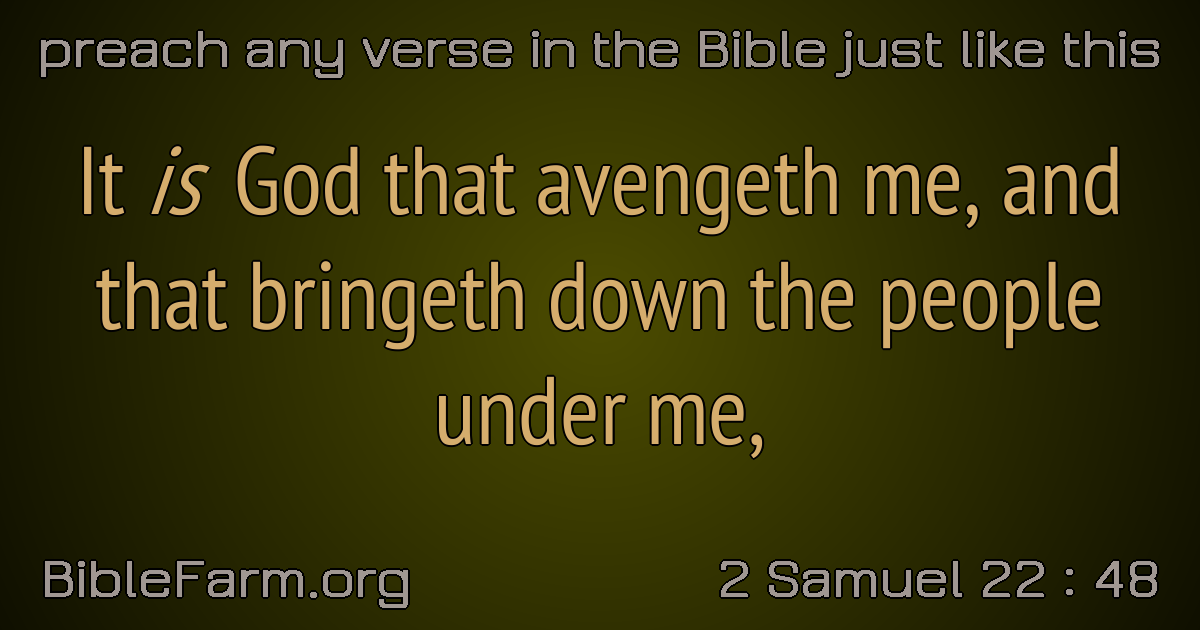 preach any verse in the Bible just like this
It is God that avengeth me, and
that bringeth down the people
under me,
BibleFarm.org
2 Samuel 22 : 48